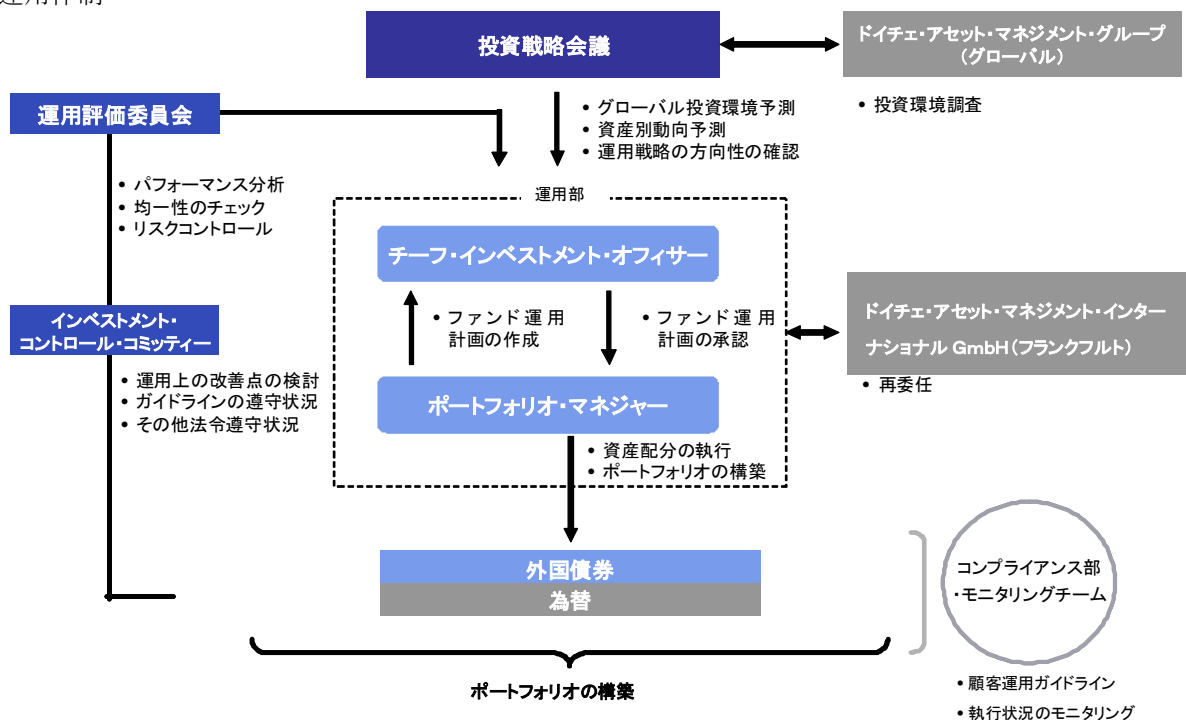 運用体制
投資戦略会議
ドイチェ・アセット・マネジメント・グループ
(グローバル)
• 投資環境調査
運用評価委員会
• グローバル投資環境予測
• 資産別動向予測
• 運用戦略の方向性の確認
• パフォーマンス分析
• 均一性のチェック
• リスクコントロール
運用部
チーフ・インベストメント・オフィサー
• ファンド運用
計画の作成
• ファンド運用
計画の承認
ドイチェ・アセット・マネジメント・インター
ナショナル GmbH(フランクフルト)
• 再委任
インベストメント・
コントロール・コミッティー
• 運用上の改善点の検討
• ガイドラインの遵守状況
• その他法令遵守状況
ポートフォリオ・マネジャー
• 資産配分の執行
• ポートフォリオの構築
外国債券
為替
コンプライアンス部
・モニタリングチーム
ポートフォリオの構築
• 顧客運用ガイドライン
• 執行状況のモニタリング